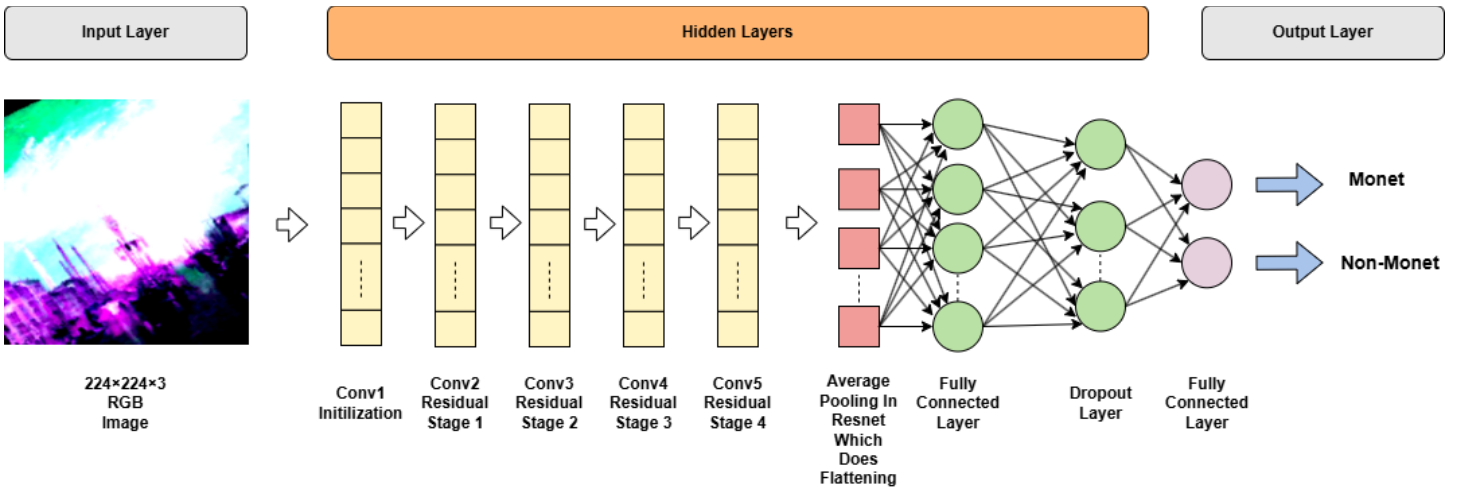 Input Layer
Hidden Layers
Output Layer
Monet
Non-Monet
224×224×3
RGB
Image
Conv1
Initilization
Conv2
Residual
Stage 1
Conv3
Residual
Stage 2
Conv4
Residual
Stage 3
Conv5
Residual
Stage 4
Average
Pooling In
Resnet
Which
Does
Flattening
Fully
Connected
Layer
Dropout
Layer
Fully
Connected
Layer